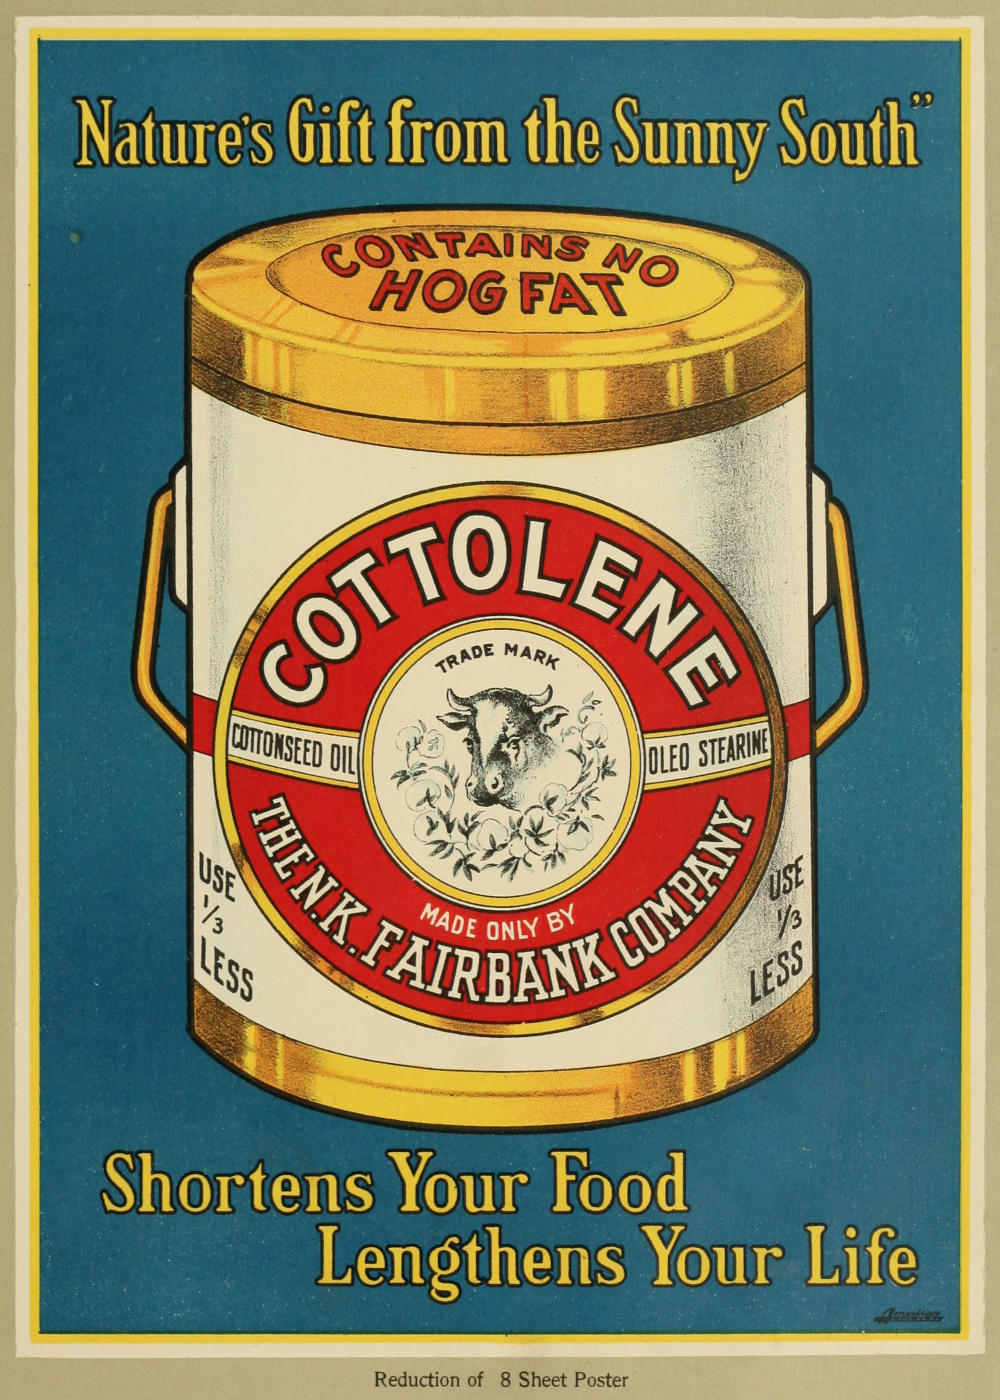 Nature's Gift from the Sunny South"
CONTAINS NO
HOG FAT
COTTOLENE
TRADE MARK
COTTONSEED OIL
OLEO STEARINE
USE
1/3
LESS
USE
1/3
LESS
MADE ONLY BY
THE N.K. FAIRBANK COMPANY
Shortens Your Food
Lengthens Your Life
American
Reduction of 8 Sheet Poster